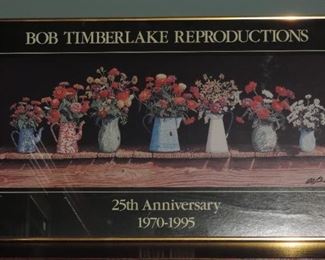 BOB TIMBERLAKE REPRODUCTIONS
25th Anniversary
1970-1995